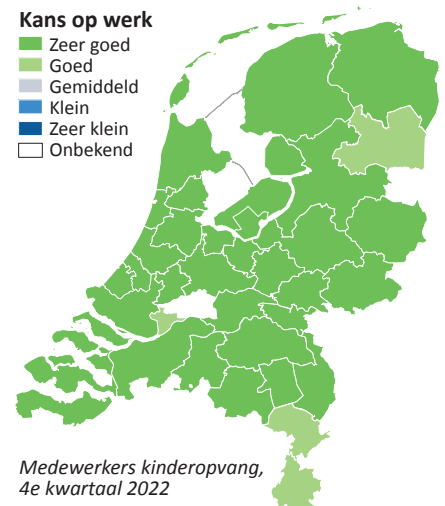 Kans op werk
Zeer goed
Goed
Gemiddeld
Klein
Zeer klein
Onbekend
Medewerkers kinderopvang,
4e kwartaal 2022